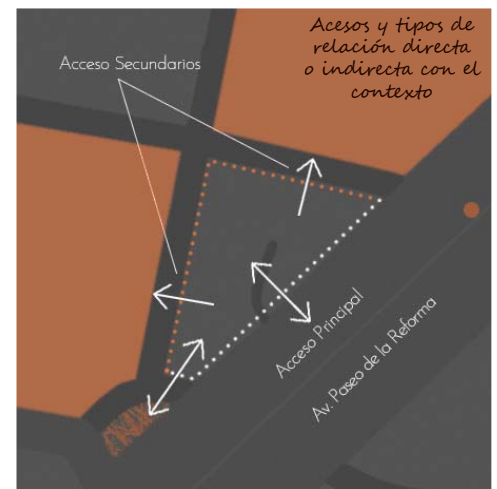 Acesos y tipos de
relación directa
o indirecta con el
contexto
Acceso Secundarios
Acceso Principal
Av. Paseo de la Reforma